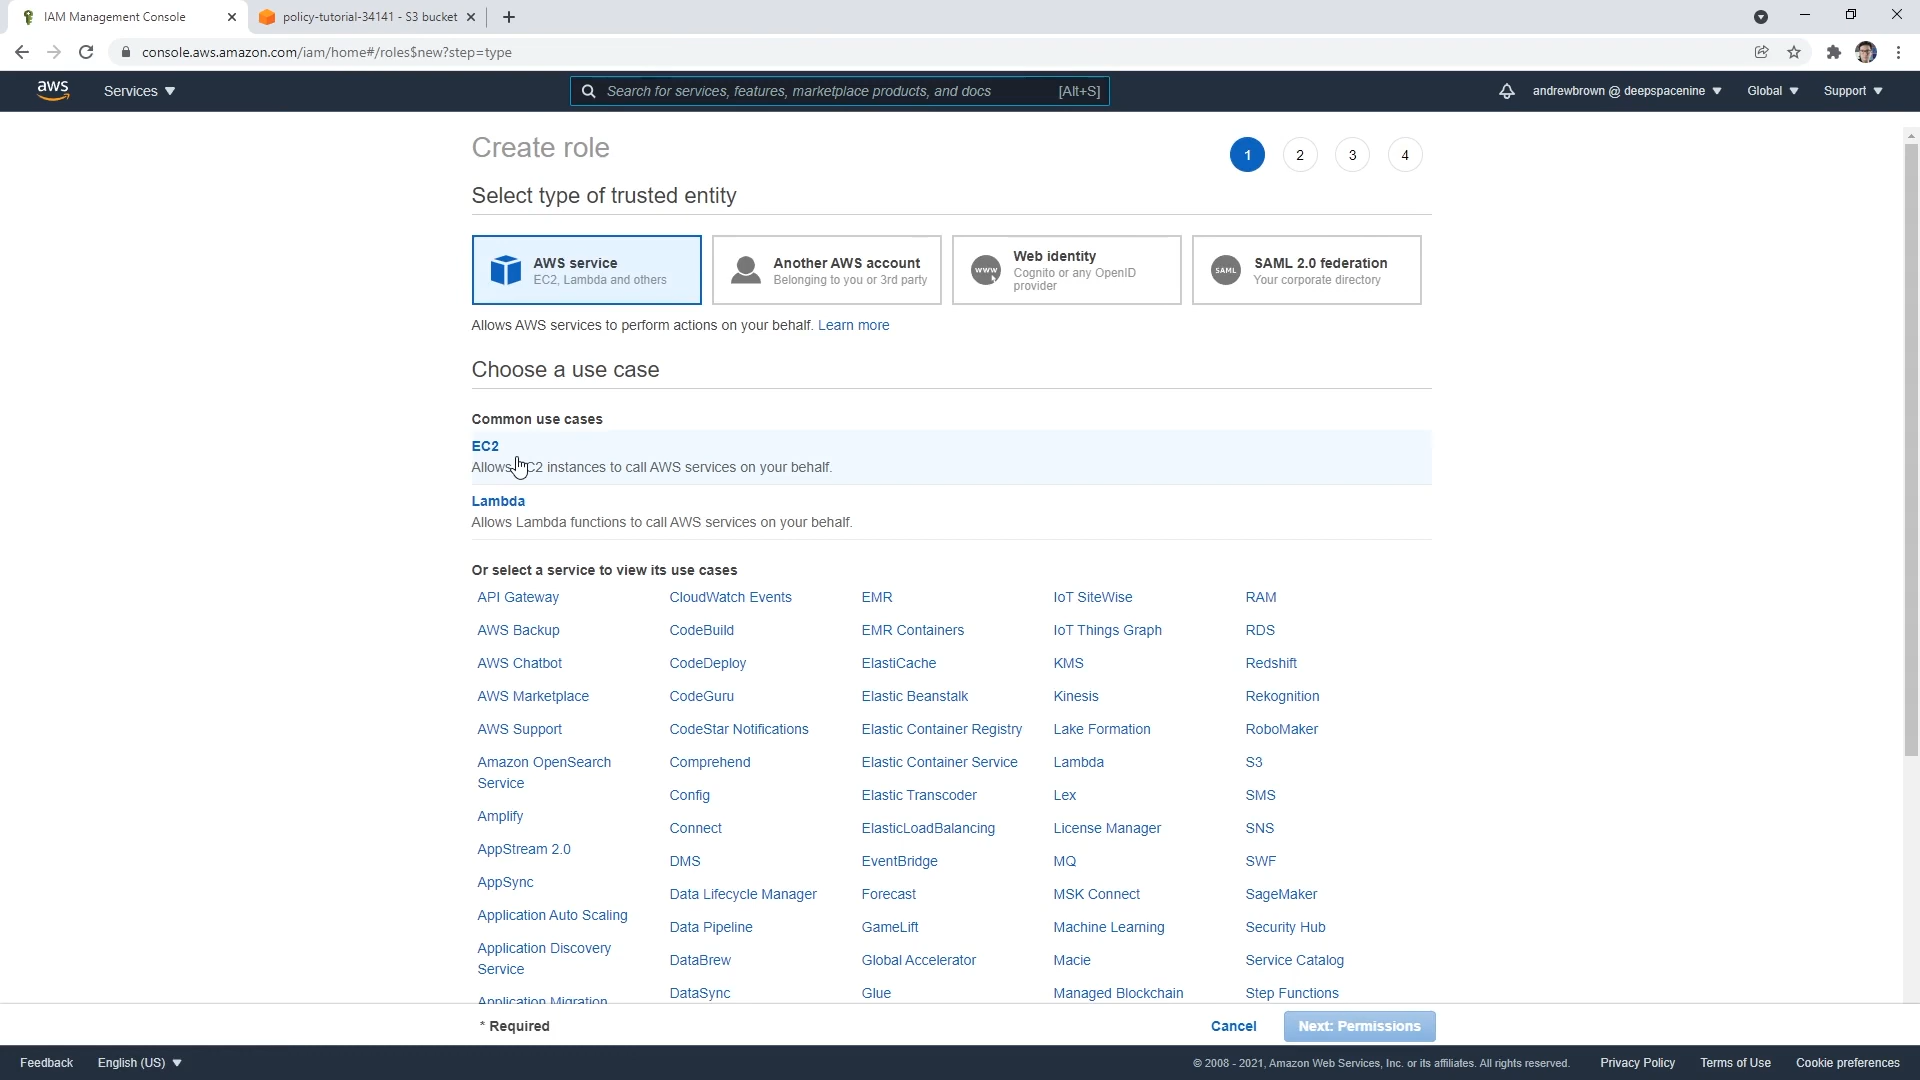 IAM Management Console
policy-tutorial-34141 - S3 bucket
console.aws.amazon.com/iam/home#/roles$new?step=type
aws
Services
Search for services, features, marketplace products, and docs [Alt+S]
andrewbrown @ deepspacenine
Global
Support
Create role
1 2 3 4
Select type of trusted entity
AWS service
EC2, Lambda and others
Another AWS account
Belonging to you or 3rd party
www
Web identity
Cognito or any OpenID
provider
SAML
SAML 2.0 federation
Your corporate directory
Allows AWS services to perform actions on your behalf. Learn more
Choose a use case
Common use cases
EC2
Allows C2 instances to call AWS services on your behalf.
Lambda
Allows Lambda functions to call AWS services on your behalf.
Or select a service to view its use cases
API Gateway
AWS Backup
AWS Chatbot
AWS Marketplace
AWS Support
Amazon OpenSearch
Service
Amplify
AppStream 2.0
AppSync
Application Auto Scaling
Application Discovery
Service
Application Migration
CloudWatch Events
CodeBuild
CodeDeploy
CodeGuru
CodeStar Notifications
Comprehend
Config
Connect
DMS
Data Lifecycle Manager
Data Pipeline
DataBrew
DataSync
EMR
EMR Containers
ElastiCache
Elastic Beanstalk
Elastic Container Registry
Elastic Container Service
Elastic Transcoder
ElasticLoadBalancing
EventBridge
Forecast
GameLift
Global Accelerator
Glue
IoT SiteWise
IoT Things Graph
KMS
Kinesis
Lake Formation
Lambda
Lex
License Manager
MQ
MSK Connect
Machine Learning
Macie
Managed Blockchain
RAM
RDS
Redshift
Rekognition
RoboMaker
S3
SMS
SNS
SWF
SageMaker
Security Hub
Service Catalog
Step Functions
* Required
Cancel
Next: Permissions
Feedback
English (US)
© 2008 - 2021, Amazon Web Services, Inc. or its affiliates. All rights reserved.
Privacy Policy
Terms of Use
Cookie preferences